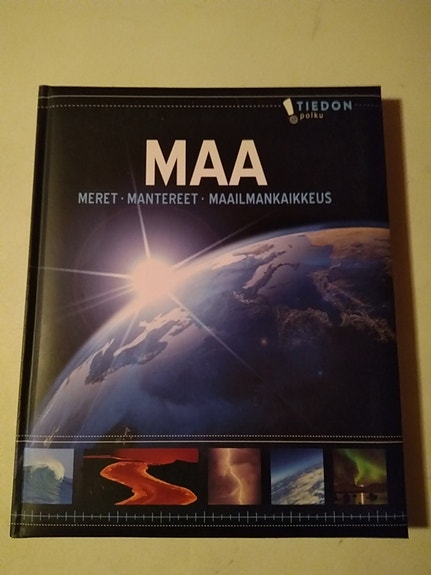 TIEDON
polku
MAA
MERET · MANTEREET · MAAILMANKAIKKEUS